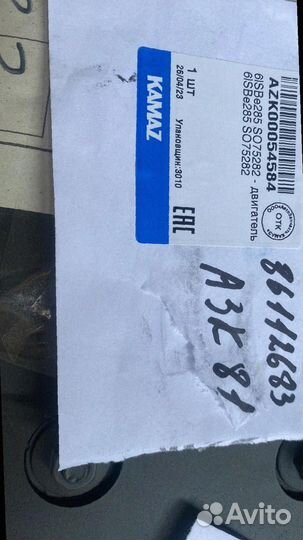 AZK00054584
6ISBe285 SO75282 - двигатель
6ISBe285 SO75282
ОТК
1 ШТ
26/04/23
Упаковщик:3010
KAMAZ
EAC
86112683
АЗК 81
Avito